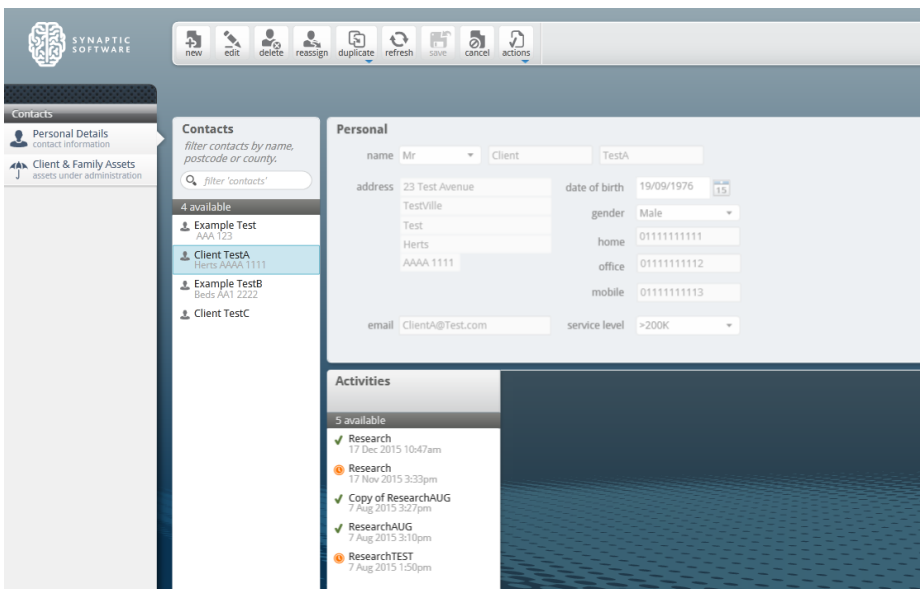 SYNAPTIC
SOFTWARE
new edit delete reassign duplicate refresh save cancel actions
Contacts
Personal Details
contact information
Client & Family Assets
assets under administration
Contacts
filter contacts by name,
postcode or county.
filter 'contacts'
4 available
Example Test
AAA 123
Client TestA
Herts AAAA 1111
Example TestB
Beds AA1 2222
Client TestC
Personal
name Mr Client TestA
address 23 Test Avenue
TestVille
Test
Herts
AAAA 1111
email ClientA@Test.com
date of birth 19/09/1976 15
gender Male
home 01111111111
office 01111111112
mobile 01111111113
service level >200K
Activities
5 available
Research
17 Dec 2015 10:47am
Research
17 Nov 2015 3:33pm
Copy of ResearchAUG
7 Aug 2015 3:27pm
ResearchAUG
7 Aug 2015 3:10pm
ResearchTEST
7 Aug 2015 1:50pm